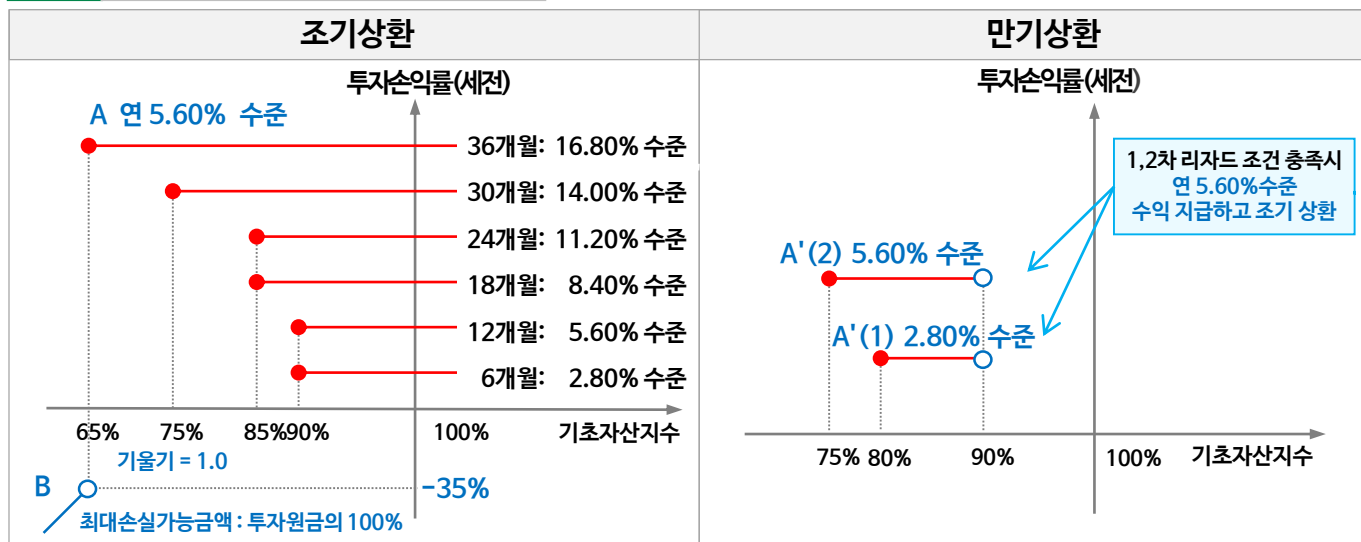 조기상환
투자손익률(세전)
A 연 5.60% 수준
36개월: 16.80% 수준
30개월: 14.00% 수준
24개월: 11.20% 수준
18개월: 8.40% 수준
12개월: 5.60% 수준
6개월: 2.80% 수준
65% 75% 85%90% 100% 기초자산지수
기울기 = 1.0
B
-35%
최대손실가능금액 : 투자원금의 100%
만기상환
투자손익률(세전)
1,2차 리자드 조건 충족시
연 5.60%수준
수익 지급하고 조기 상환
A'(2) 5.60% 수준
A'(1) 2.80% 수준
75% 80% 90% 100% 기초자산지수